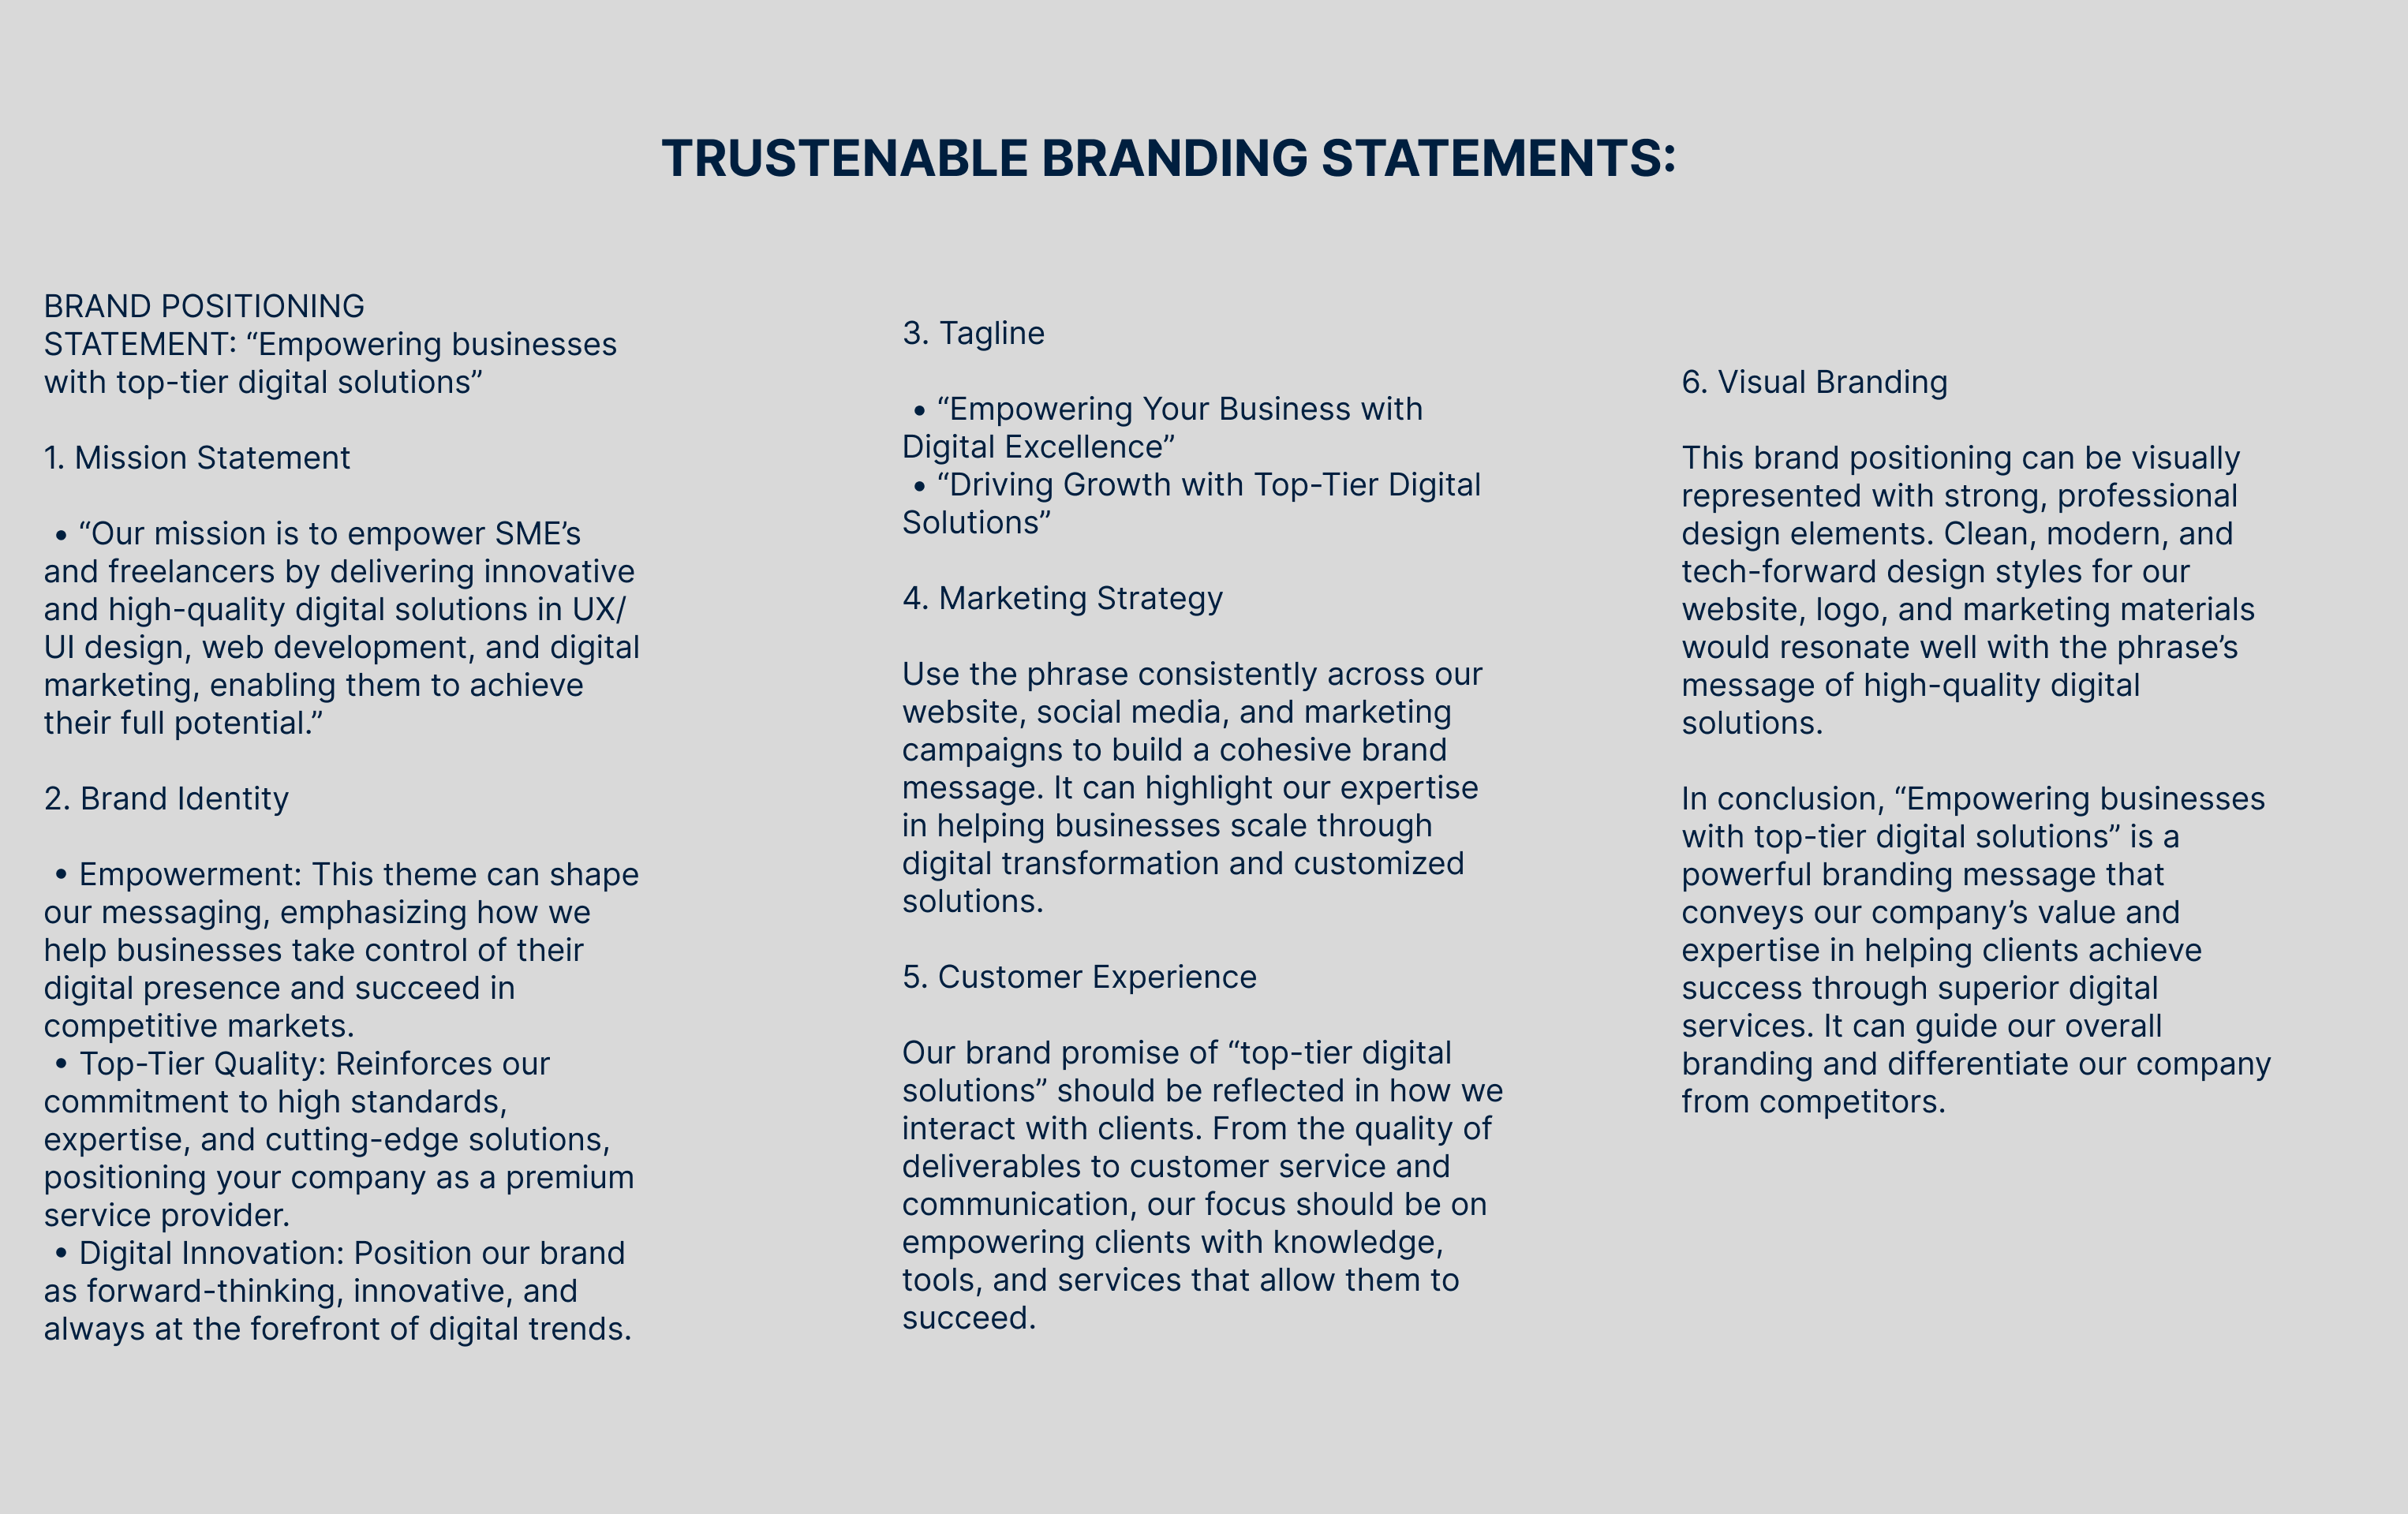 TRUSTENABLE BRANDING STATEMENTS:
BRAND POSITIONING
STATEMENT: “Empowering businesses
with top-tier digital solutions”
1. Mission Statement
• “Our mission is to empower SME’s
and freelancers by delivering innovative
and high-quality digital solutions in UX/
UI design, web development, and digital
marketing, enabling them to achieve
their full potential.”
2. Brand Identity
• Empowerment: This theme can shape
our messaging, emphasizing how we
help businesses take control of their
digital presence and succeed in
competitive markets.
• Top-Tier Quality: Reinforces our
commitment to high standards,
expertise, and cutting-edge solutions,
positioning your company as a premium
service provider.
• Digital Innovation: Position our brand
as forward-thinking, innovative, and
always at the forefront of digital trends.
3. Tagline
• “Empowering Your Business with
Digital Excellence”
• “Driving Growth with Top-Tier Digital
Solutions”
4. Marketing Strategy
Use the phrase consistently across our
website, social media, and marketing
campaigns to build a cohesive brand
message. It can highlight our expertise
in helping businesses scale through
digital transformation and customized
solutions.
5. Customer Experience
Our brand promise of “top-tier digital
solutions” should be reflected in how we
interact with clients. From the quality of
deliverables to customer service and
communication, our focus should be on
empowering clients with knowledge,
tools, and services that allow them to
succeed.
6. Visual Branding
This brand positioning can be visually
represented with strong, professional
design elements. Clean, modern, and
tech-forward design styles for our
website, logo, and marketing materials
would resonate well with the phrase’s
message of high-quality digital
solutions.
In conclusion, “Empowering businesses
with top-tier digital solutions” is a
powerful branding message that
conveys our company’s value and
expertise in helping clients achieve
success through superior digital
services. It can guide our overall
branding and differentiate our company
from competitors.